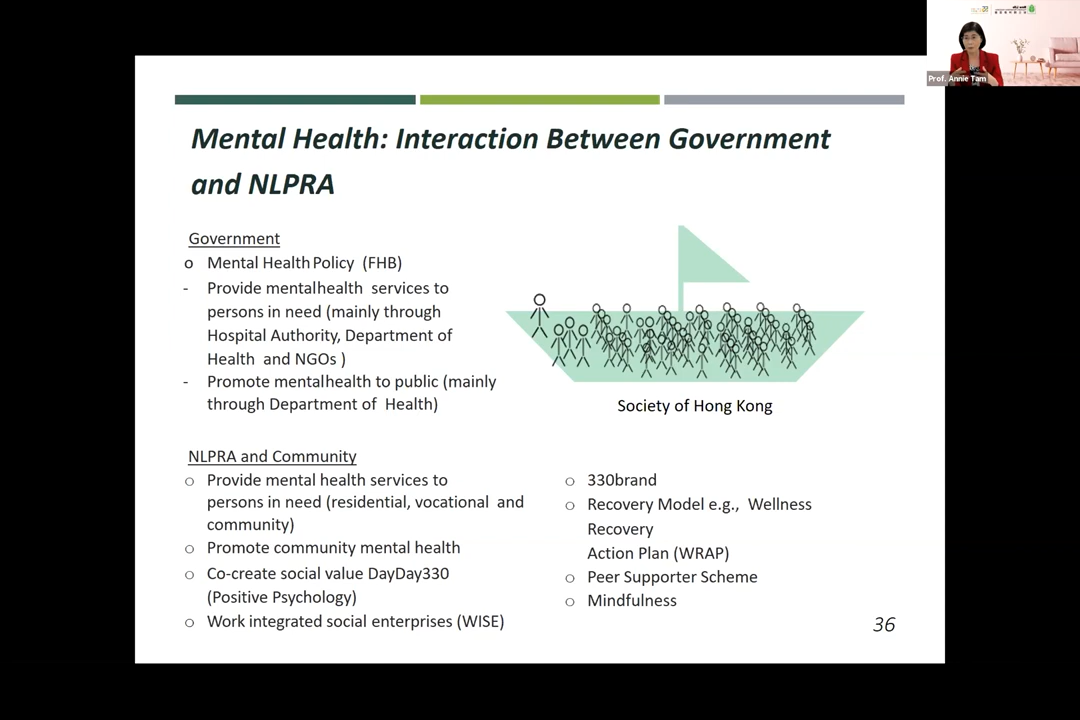 Prof. Annie Tam
Mental Health: Interaction Between Government
and NLPRA
Government
o Mental Health Policy (FHB)
- Provide mentalhealth services to
persons in need (mainly through
Hospital Authority, Department of
Health and NGOs )
- Promote mentalhealth to public (mainly
through Department of Health)
Society of Hong Kong
NLPRA and Community
○ Provide mental health services to
persons in need (residential, vocational and
community)
○ Promote community mental health
○ Co-create social value DayDay330
(Positive Psychology)
○ Work integrated social enterprises (WISE)
○ 330brand
○ Recovery Model e.g., Wellness
Recovery
Action Plan (WRAP)
○ Peer Supporter Scheme
○ Mindfulness
36